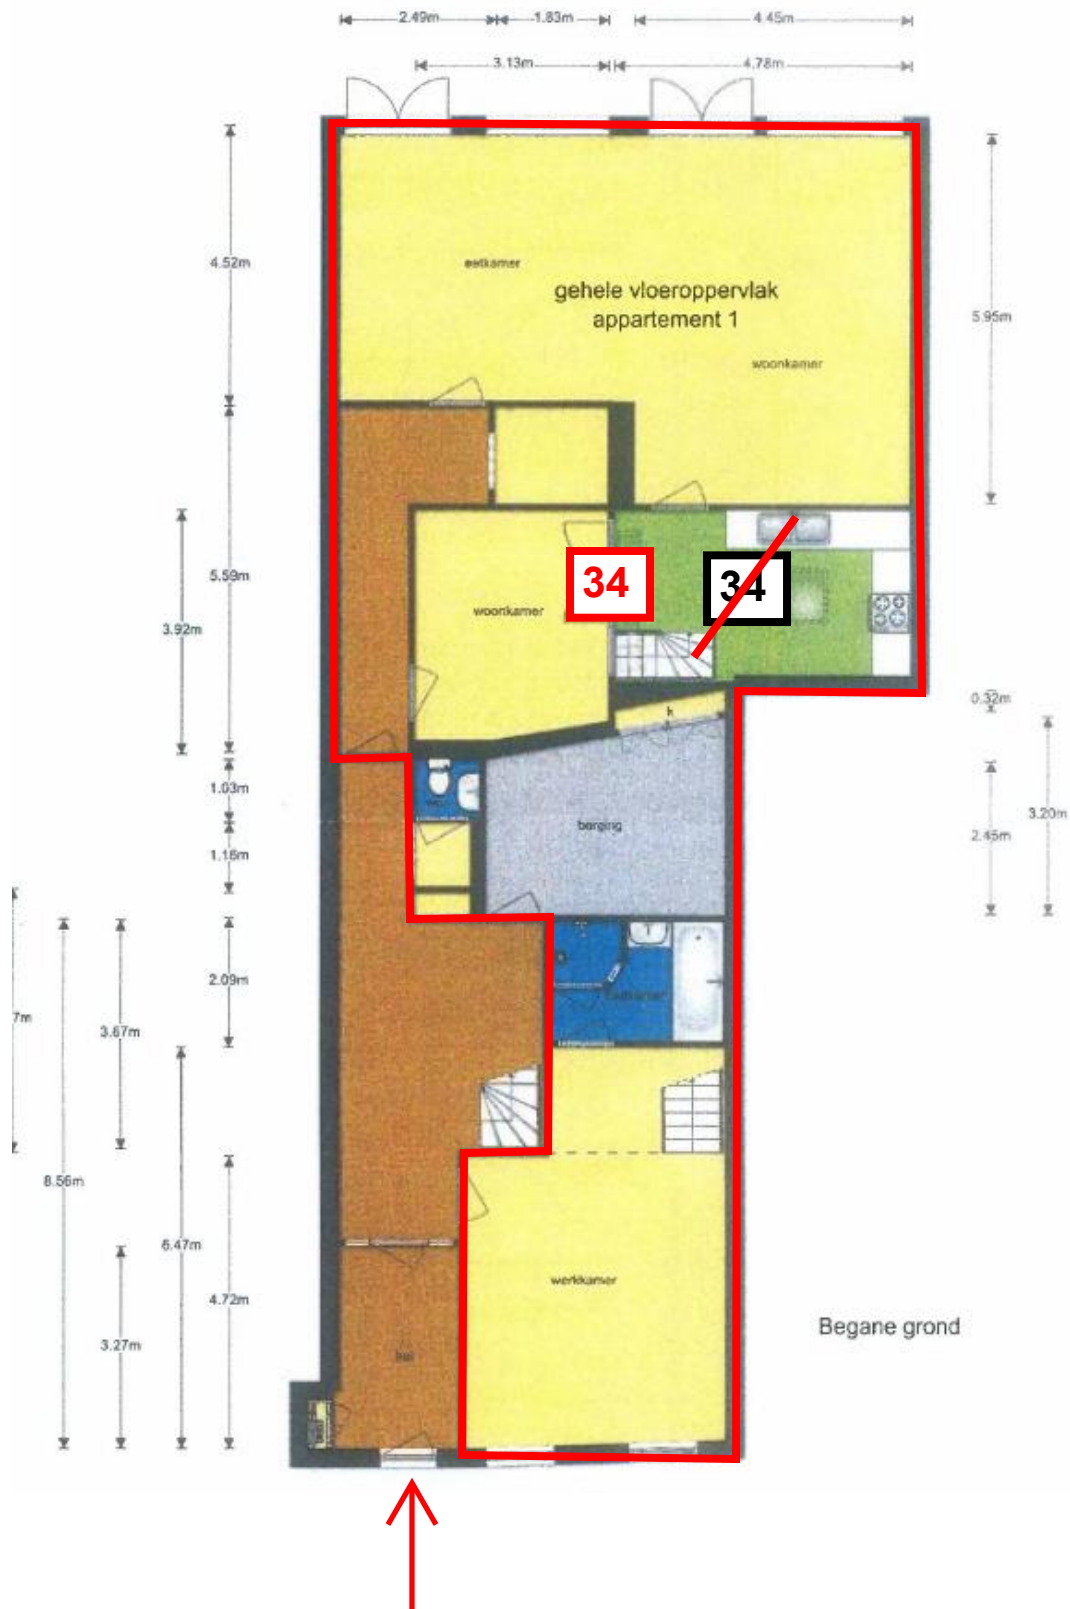 2.49m
1.83m
4.45m
3.13m
4.78m
4.52m
eetkamer
gehele vloeroppervlak
appartement 1
woonkamer
5.95m
5.59m
3.92m
34
34
woonkamer
k
0.32m
1.03m
3.20m
2.45m
berging
1.16m
2.09m
7m
3.67m
8.56m
6.47m
4.72m
werkkamer
Begane grond
3.27m
hal